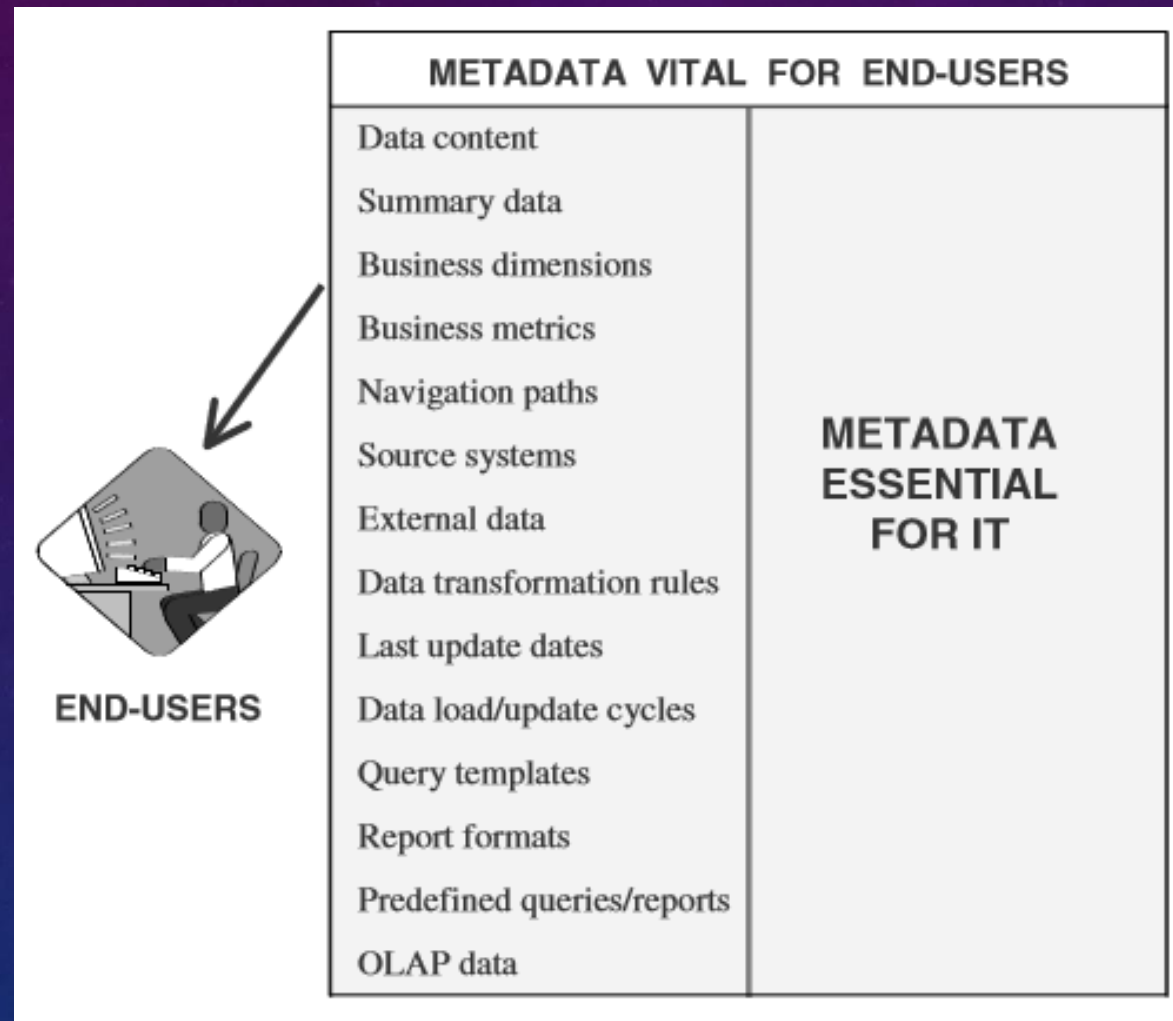 METADATA VITAL FOR END-USERS
Data content
Summary data
Business dimensions
Business metrics
Navigation paths
Source systems
External data
Data transformation rules
Last update dates
Data load/update cycles
Query templates
Report formats
Predefined queries/reports
OLAP data
METADATA
ESSENTIAL
FOR IT
END-USERS